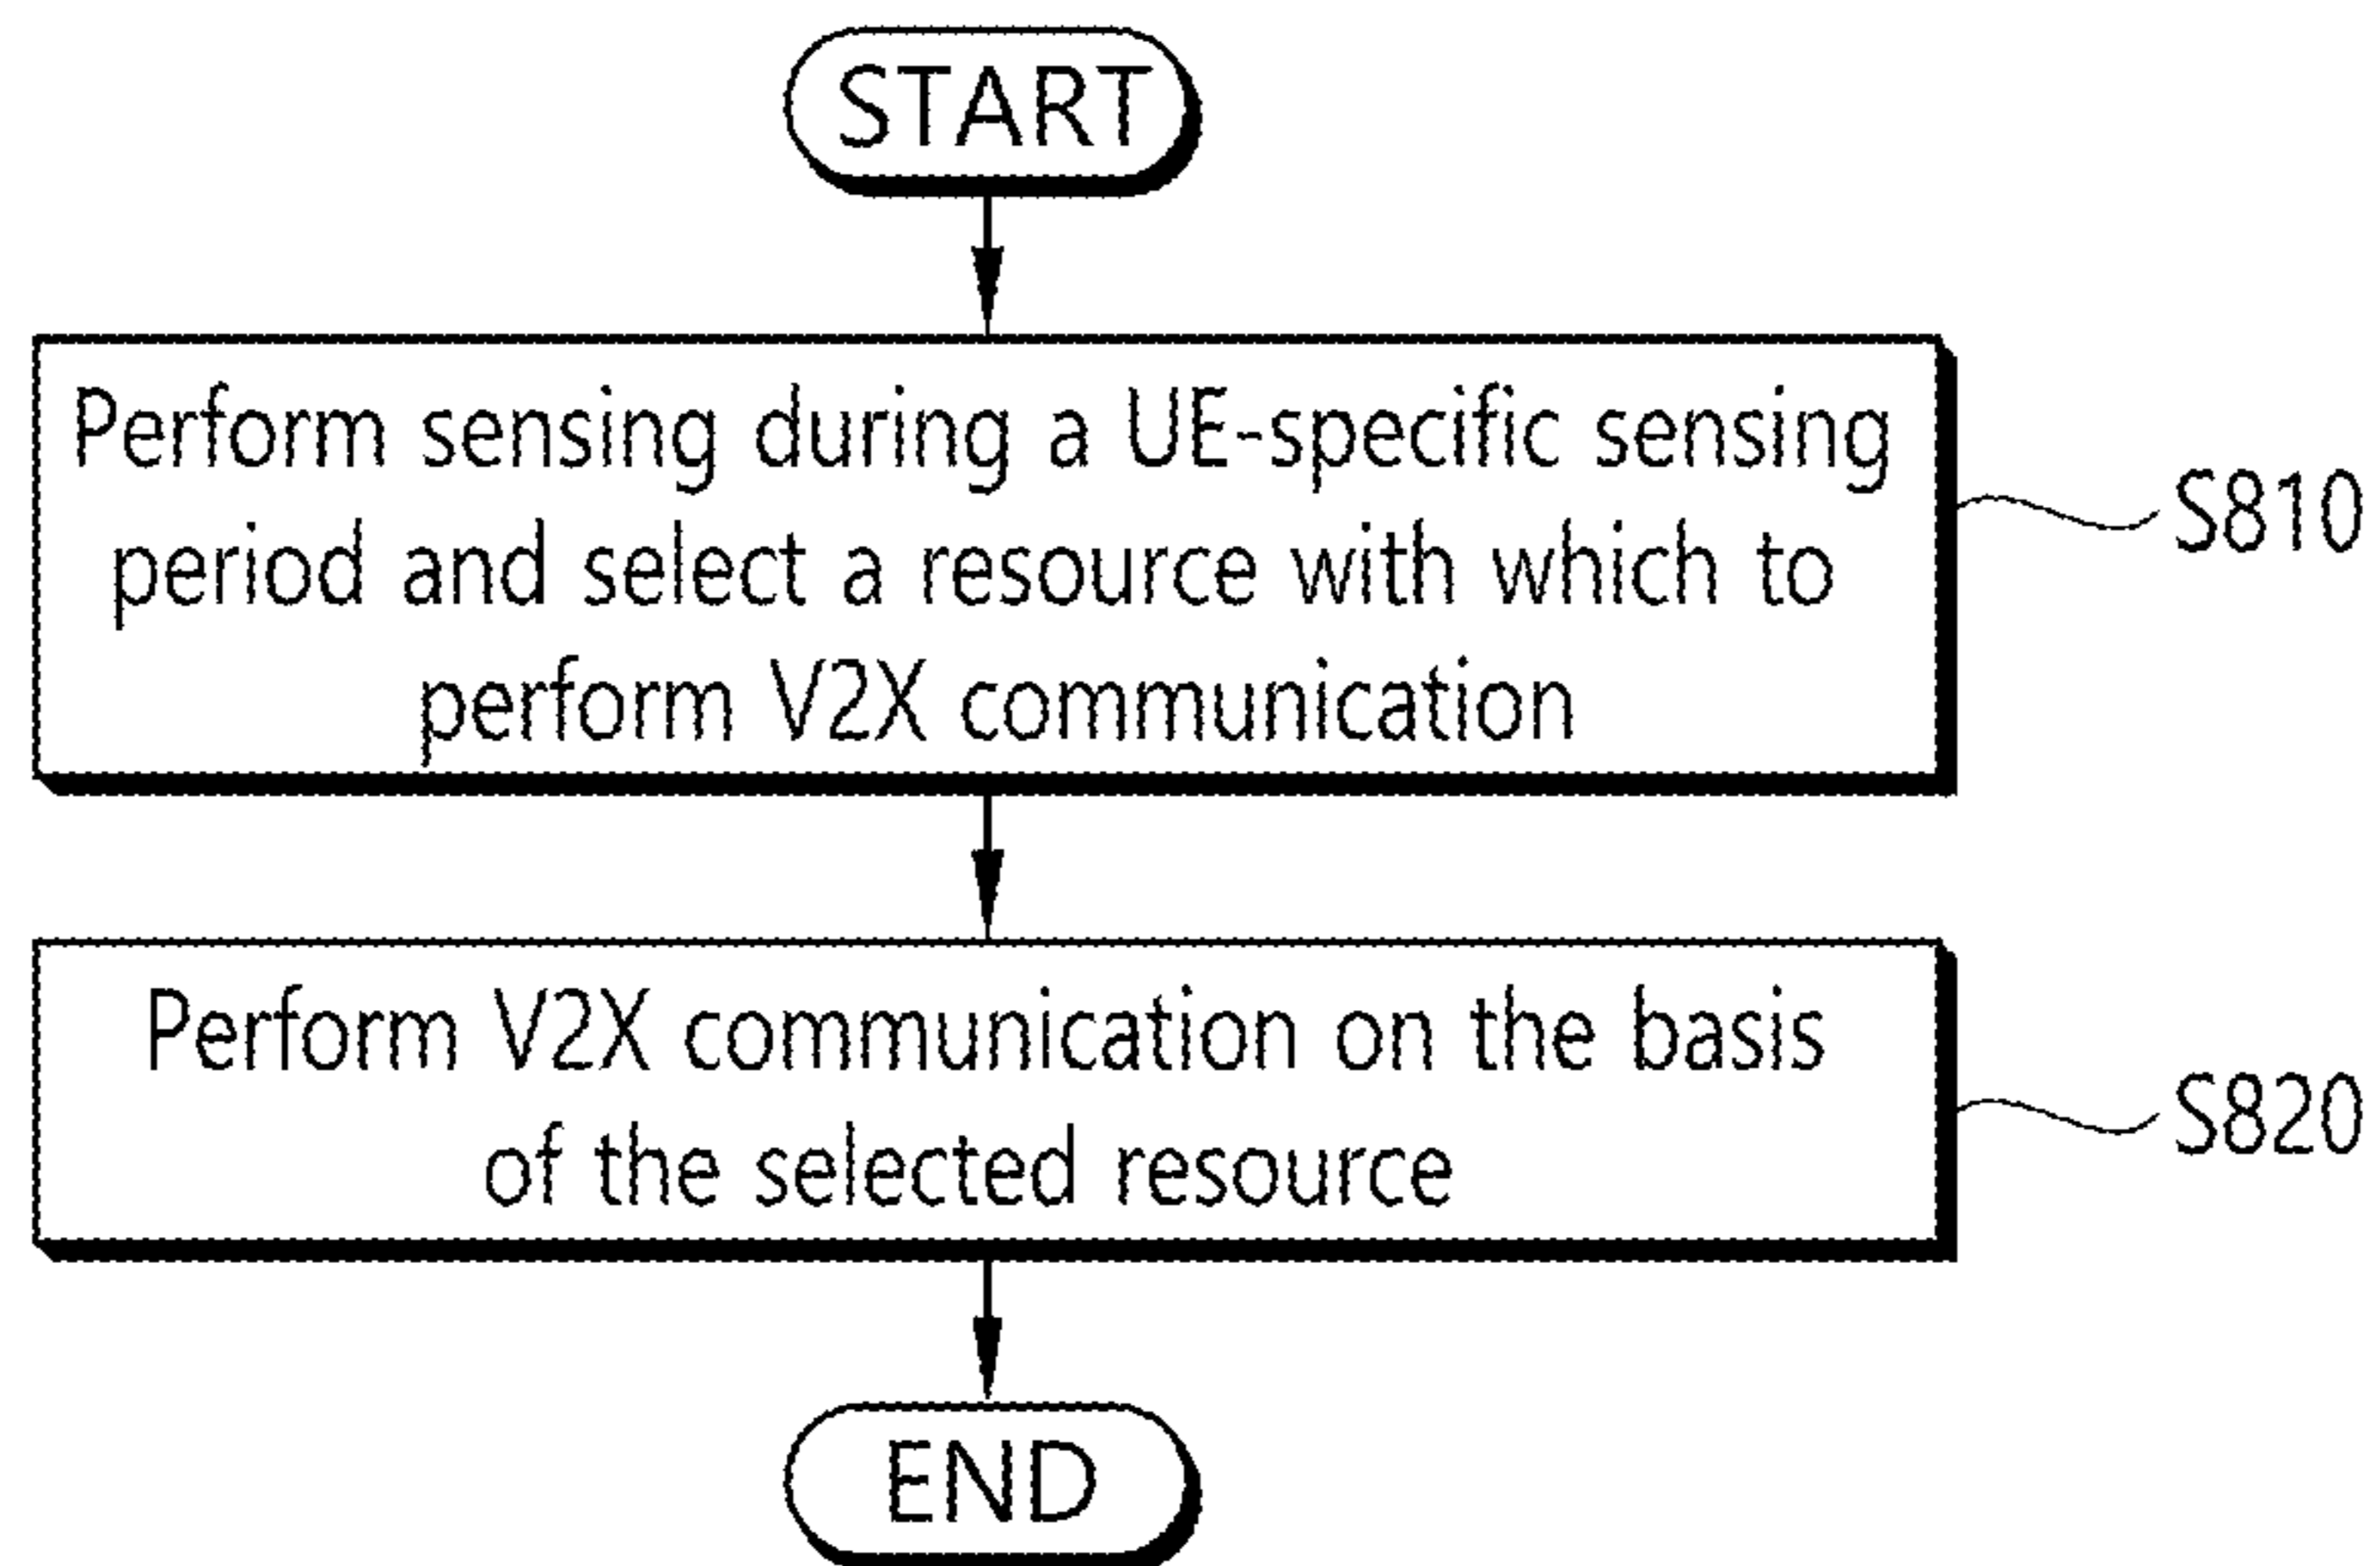 START
Perform sensing during a UE-specific sensing
period and select a resource with which to
perform V2X communication
S810
Perform V2X communication on the basis
of the selected resource
S820
END